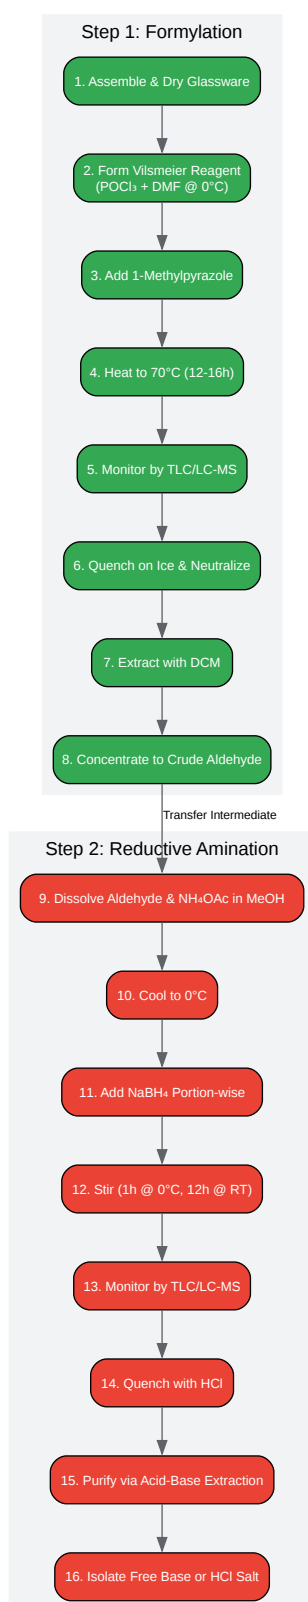 Step 1: Formylation
1. Assemble & Dry Glassware
2. Form Vilsmeier Reagent
(POCl₃ + DMF @ 0°C)
3. Add 1-Methylpyrazole
4. Heat to 70°C (12-16h)
5. Monitor by TLC/LC-MS
6. Quench on Ice & Neutralize
7. Extract with DCM
8. Concentrate to Crude Aldehyde
Transfer Intermediate
Step 2: Reductive Amination
9. Dissolve Aldehyde & NH₄OAc in MeOH
10. Cool to 0°C
11. Add NaBH₄ Portion-wise
12. Stir (1h @ 0°C, 12h @ RT)
13. Monitor by TLC/LC-MS
14. Quench with HCl
15. Purify via Acid-Base Extraction
16. Isolate Free Base or HCl Salt